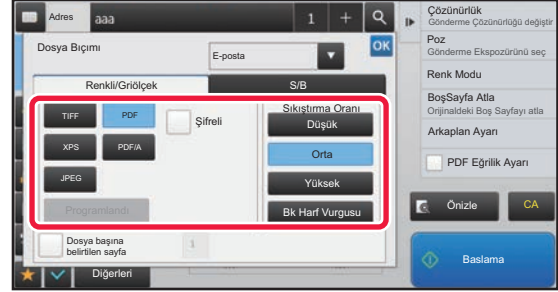 Adres
aaa
1
Dosya Bıçımı
E-posta
OK
Renkli/Griölçek
S/B
TIFF
PDF
Şifreli
XPS
PDF/A
JPEG
Programlandı
Sıkıştırma Oranı
Düşük
Orta
Yüksek
Bk Harf Vurgusu
Dosya başına
belirtilen sayfa
1
Diğerleri
Çözünürlük
Gönderme Çözünürlüğü değiştir
Poz
Gönderme Ekspozürünü seç
Renk Modu
BoşSayfa Atla
Orijinaldeki Boş Sayfayı atla
Arkaplan Ayarı
PDF Eğrilik Ayarı
Önizle
CA
Baslama